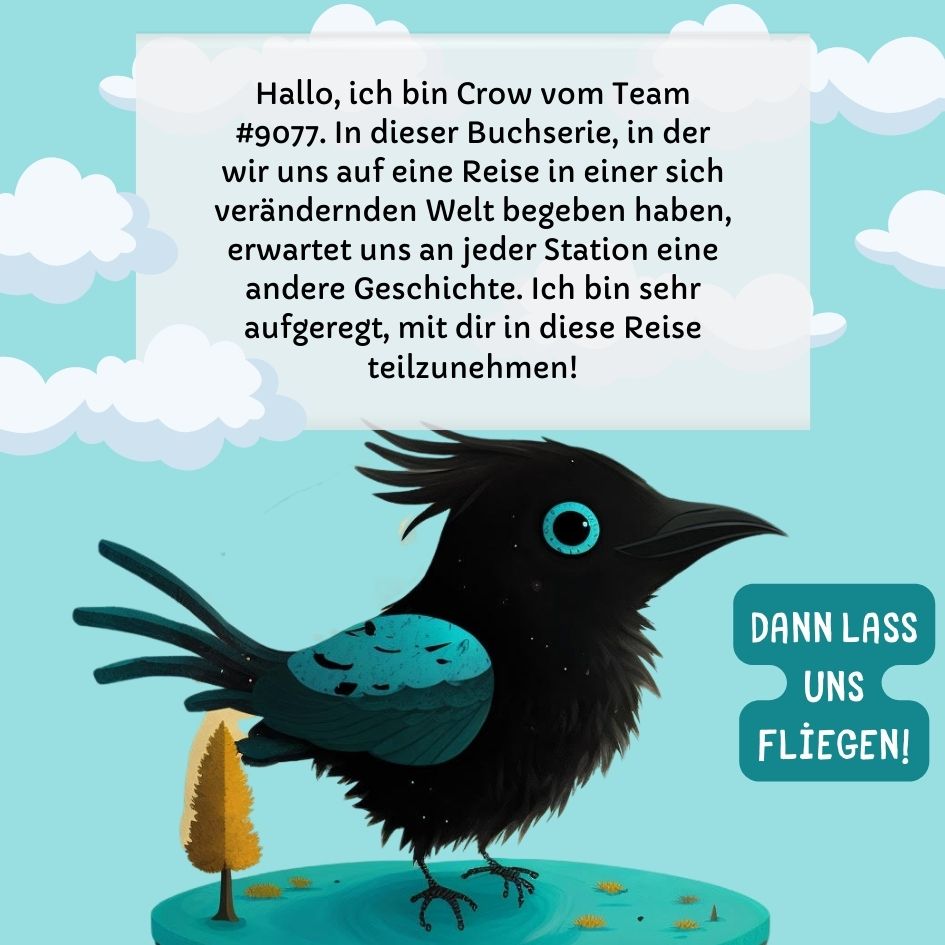 Hallo, ich bin Crow vom Team
#9077. In dieser Buchserie, in der
wir uns auf eine Reise in einer sich
verändernden Welt begeben haben,
erwartet uns an jeder Station eine
andere Geschichte. Ich bin sehr
aufgeregt, mit dir in diese Reise
teilzunehmen!
DANN LASS
UNS
FLİEGEN!